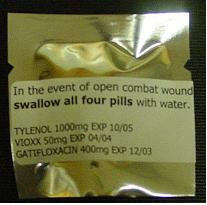 In the event of open combat wound
swallow all four pills with water.
TYLENOL 1000mg EXP 10/05
VIOXX 50mg EXP 04/04
GATIFLOXACIN 400mg EXP 12/03